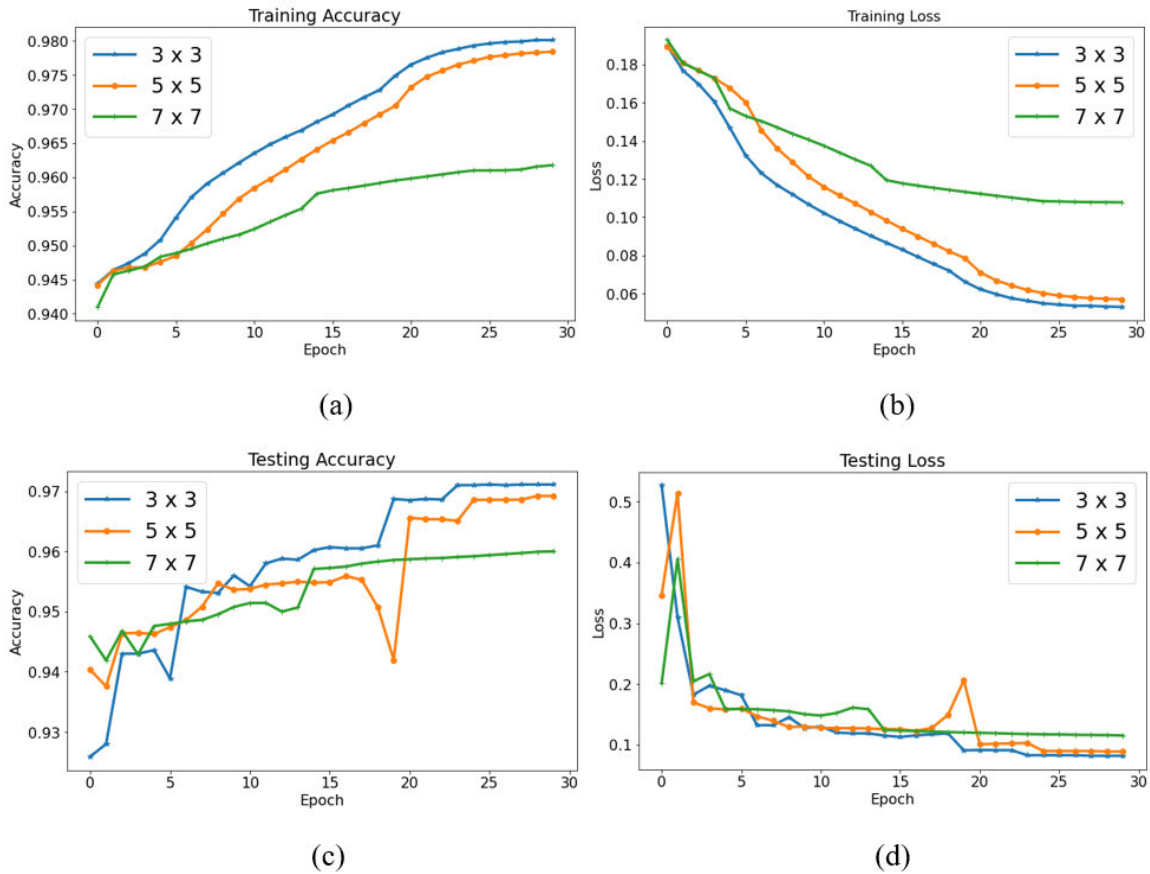 Training Accuracy
0.980
0.975
0.970
0.965
0.960
0.955
0.950
0.945
0.940
Accuracy
3 x 3
5 x 5
7 x 7
0 5 10 15 20 25 30
Epoch
(a)
Training Loss
0.18
0.16
0.14
0.12
0.10
0.08
0.06
Loss
3 x 3
5 x 5
7 x 7
0 5 10 15 20 25 30
Epoch
(b)
Testing Accuracy
0.97
0.96
0.95
0.94
0.93
Accuracy
3 x 3
5 x 5
7 x 7
0 5 10 15 20 25 30
Epoch
(c)
Testing Loss
0.5
0.4
0.3
0.2
0.1
Loss
3 x 3
5 x 5
7 x 7
0 5 10 15 20 25 30
Epoch
(d)